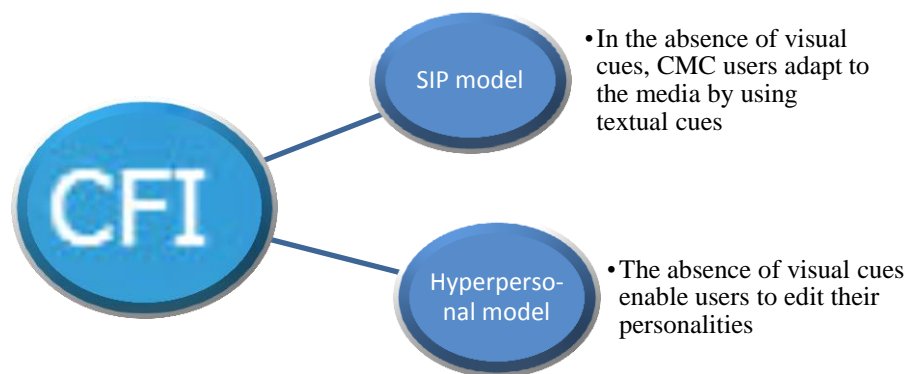 CFI
SIP model
•In the absence of visual
cues, CMC users adapt to
the media by using
textual cues
Hyperperso-
nal model
•The absence of visual cues
enable users to edit their
personalities